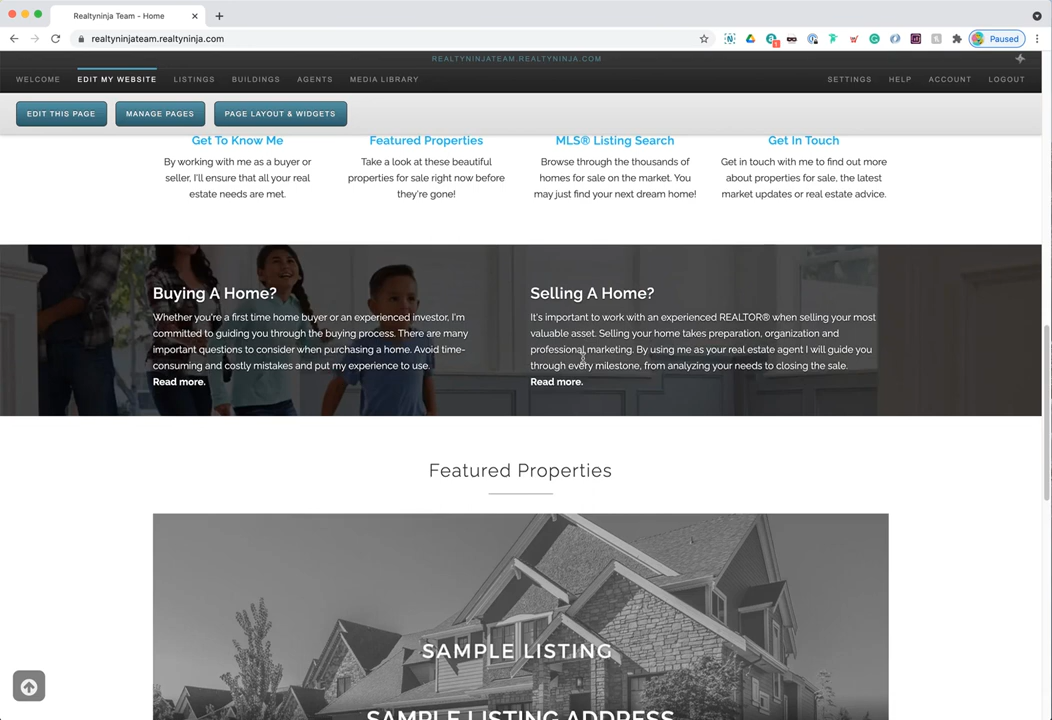 Realtyninja Team - Home
realtyninjateam.realtyninja.com
Paused
REALTYNINJATEAM.REALTYNINJA.COM
WELCOME EDIT MY WEBSITE LISTINGS BUILDINGS AGENTS MEDIA LIBRARY SETTINGS HELP ACCOUNT LOGOUT
EDIT THIS PAGE MANAGE PAGES PAGE LAYOUT & WIDGETS
Get To Know Me
By working with me as a buyer or
seller, I'll ensure that all your real
estate needs are met.
Featured Properties
Take a look at these beautiful
properties for sale right now before
they're gone!
MLS® Listing Search
Browse through the thousands of
homes for sale on the market. You
may just find your next dream home!
Get In Touch
Get in touch with me to find out more
about properties for sale, the latest
market updates or real estate advice.
Buying A Home?
Whether you're a first time home buyer or an experienced investor, I'm
committed to guiding you through the buying process. There are many
important questions to consider when purchasing a home. Avoid time-
consuming and costly mistakes and put my experience to use.
Read more.
Selling A Home?
It's important to work with an experienced REALTOR® when selling your most
valuable asset. Selling your home takes preparation, organization and
professional marketing. By using me as your real estate agent I will guide you
through every milestone, from analyzing your needs to closing the sale.
Read more.
Featured Properties
SAMPLE LISTING
SAMPLE LISTING ADDRESS